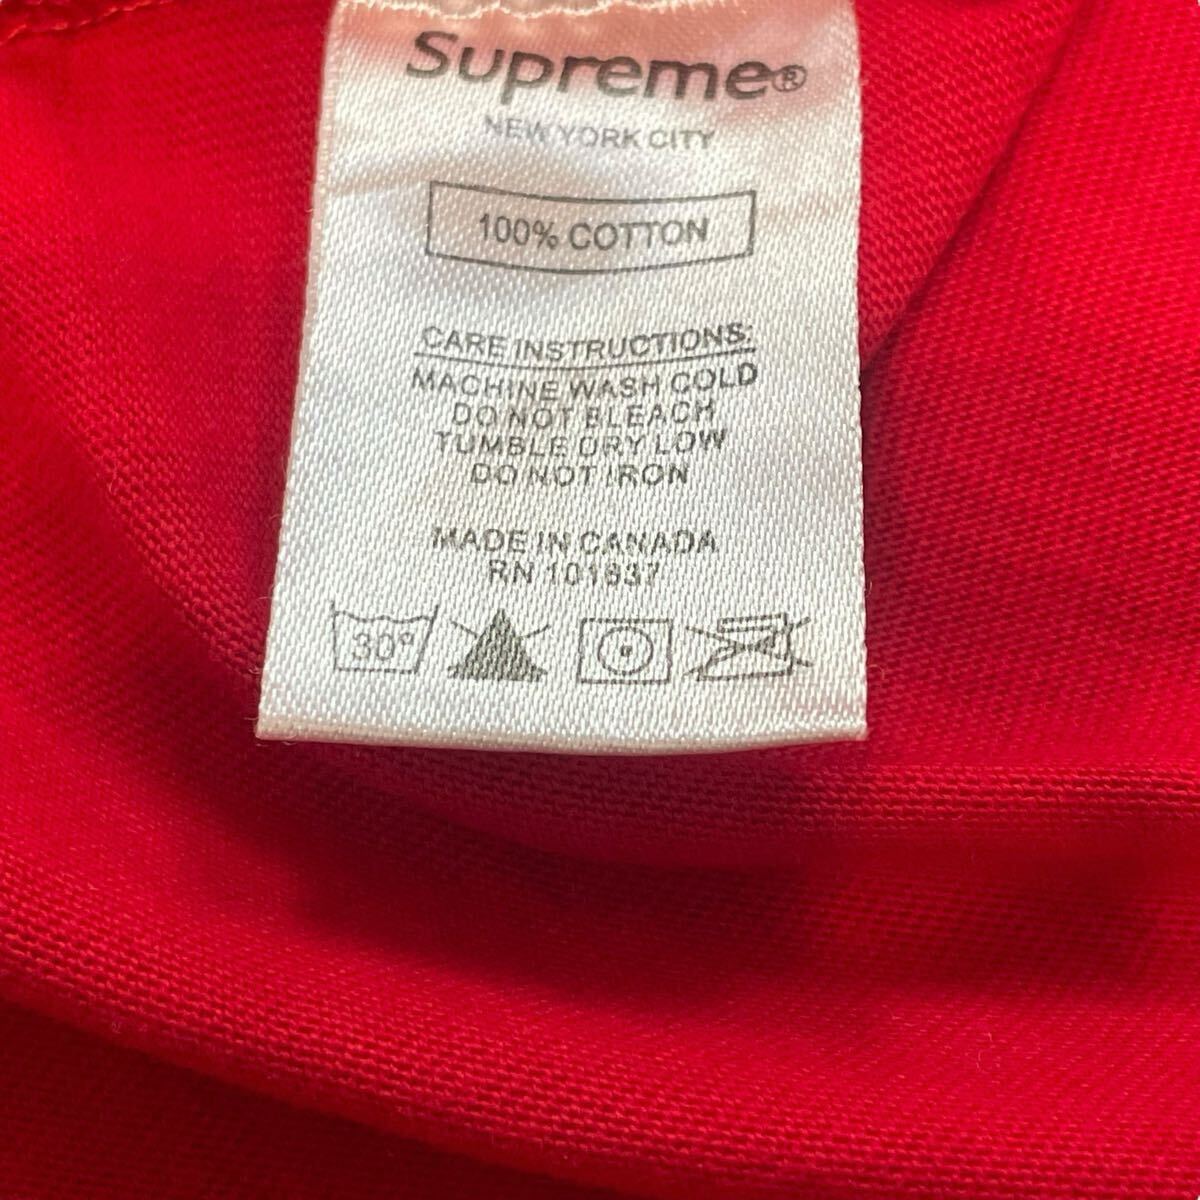 Supreme®
NEW YORK CITY
100% COTTON
CARE INSTRUCTIONS:
MACHINE WASH COLD
DO NOT BLEACH
TUMBLE DRY LOW
DO NOT IRON
MADE IN CANADA
RN 101837
30°